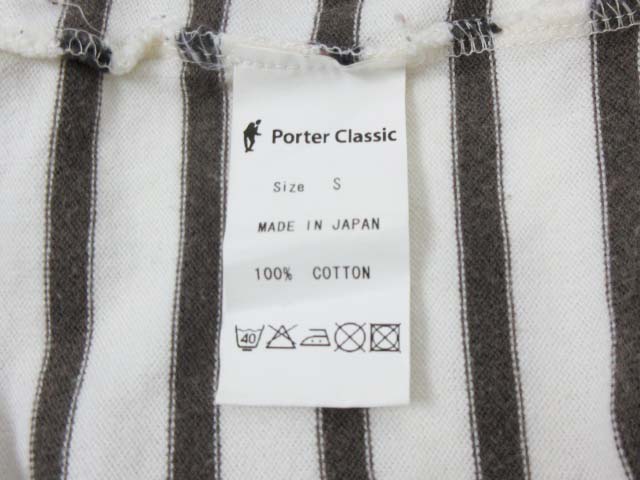 Porter Classic
Size S
MADE IN JAPAN
100% COTTON
40